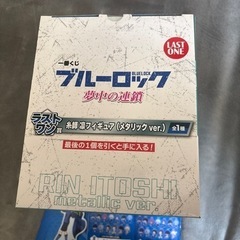 LAST
ONE
一番くじ
BLUELOCK
ブルーロック
夢中の連鎖
ラスト
ワン賞
糸師 凛フィギュア（メタリックver.）
全1種
最後の1個を引くと手に入る！
RIN ITOSHI
metallic ver.